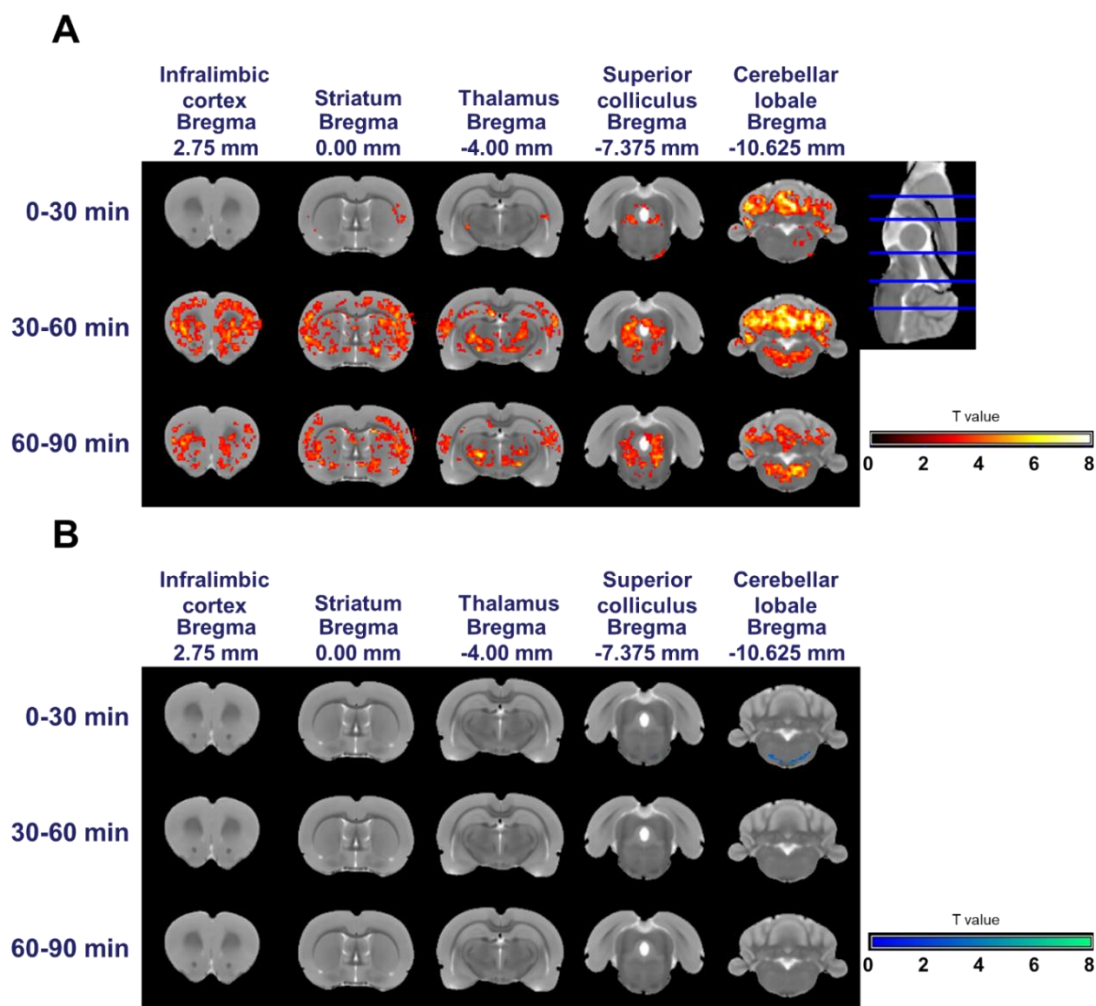 A
Infralimbic
cortex
Bregma
2.75 mm
Striatum
Bregma
0.00 mm
Thalamus
Bregma
-4.00 mm
Superior
colliculus
Bregma
-7.375 mm
Cerebellar
lobale
Bregma
-10.625 mm
0-30 min
30-60 min
60-90 min
T value
0 2 4 6 8
B
Infralimbic
cortex
Bregma
2.75 mm
Striatum
Bregma
0.00 mm
Thalamus
Bregma
-4.00 mm
Superior
colliculus
Bregma
-7.375 mm
Cerebellar
lobale
Bregma
-10.625 mm
0-30 min
30-60 min
60-90 min
T value
0 2 4 6 8